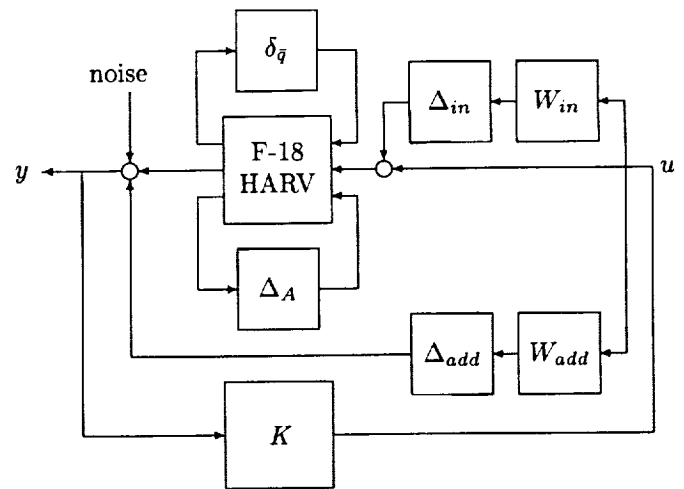 δ_q̄
noise
Δ_in
W_in
F-18
HARV
y
u
Δ_A
Δ_add
W_add
K